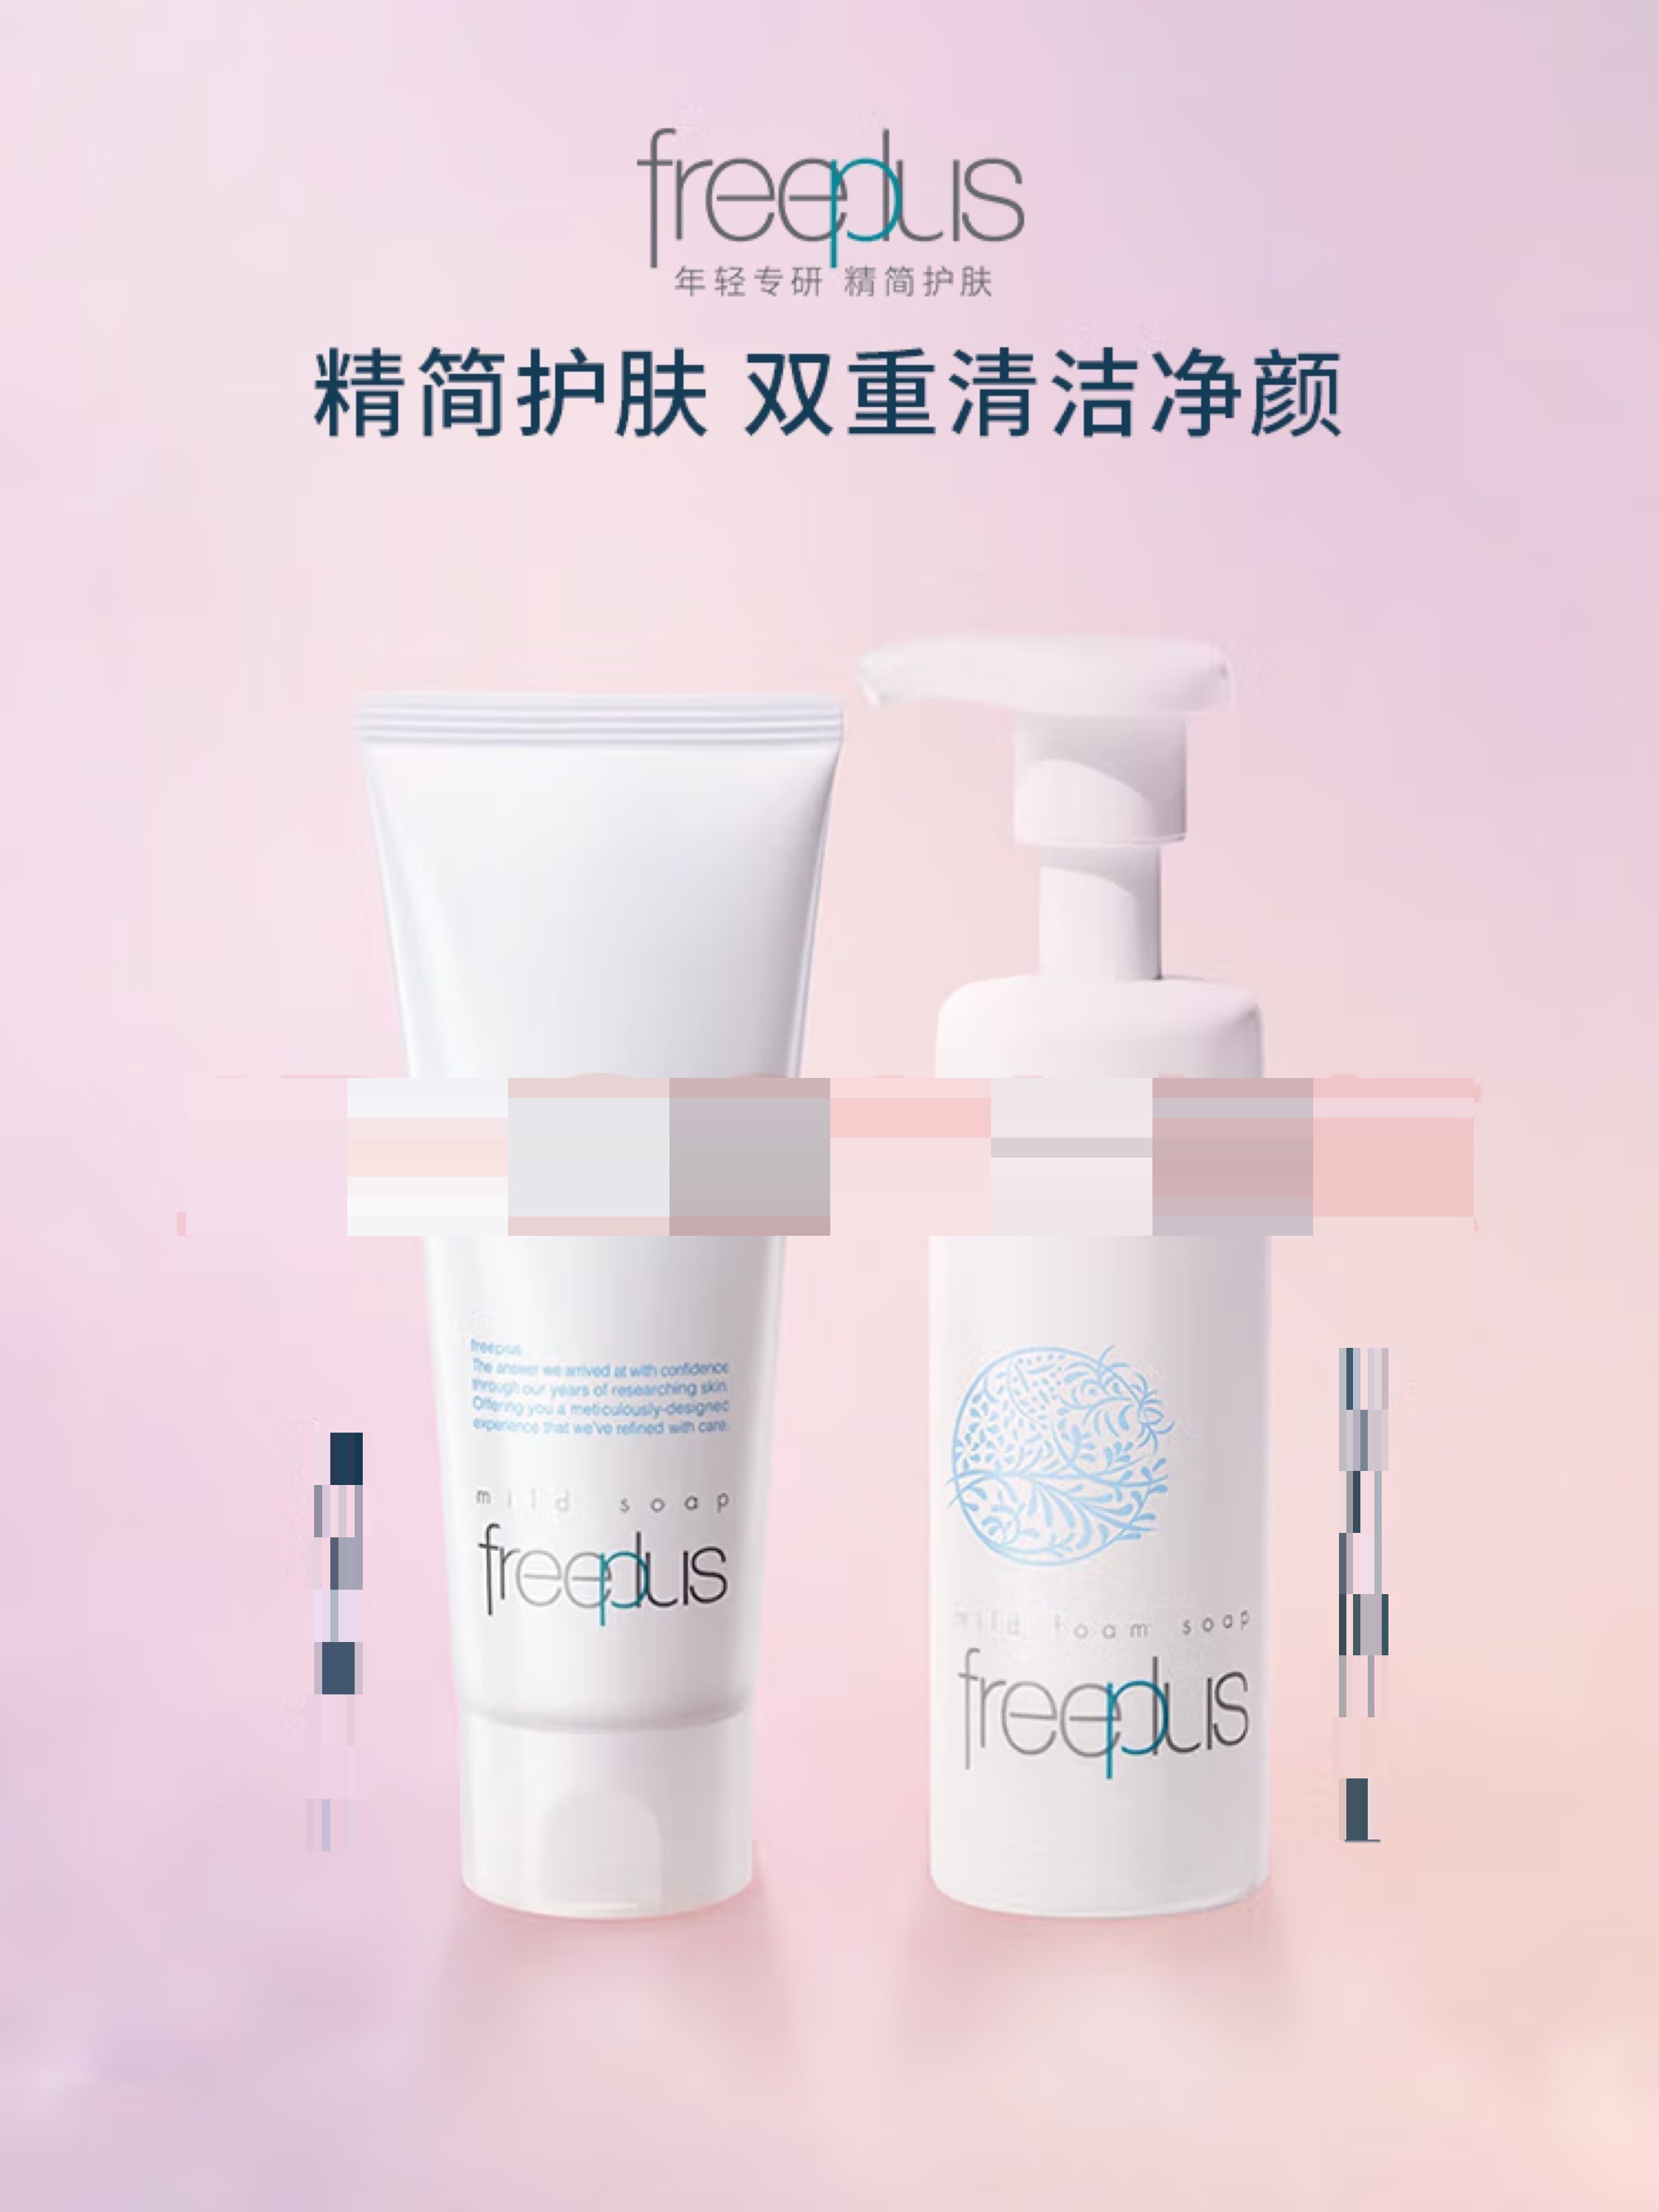 freeplus
年轻专研 精简护肤
精简护肤 双重清洁净颜
freeplus
The answer we arrived at with confidence
through our years of researching skin.
Offering you a meticulously-designed
experience that we've refined with care.
mild soap
freeplus
mild foam soap
freeplus